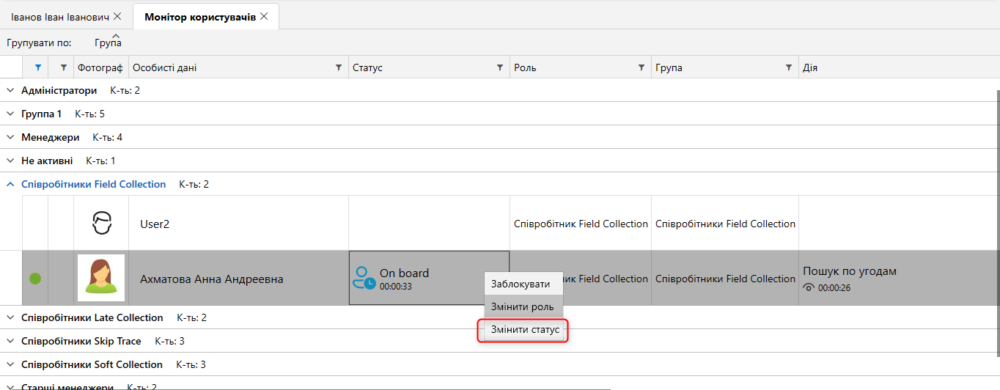 Іванов Іван Іванович
Монітор користувачів
Групувати по: Група
Фотограф Особисті дані Статус Роль Група Дія
Адміністратори К-ть: 2
Группа 1 К-ть: 5
Менеджери К-ть: 4
Не активні К-ть: 1
Співробітники Field Collection К-ть: 2
User2 Співробітник Field Collection Співробітники Field Collection
Ахматова Анна Андреевна On board ник Field Collection Співробітники Field Collection Пошук по угодам
00:00:33 00:00:26
Заблокувати
Змінити роль
Змінити статус
Співробітники Late Collection К-ть: 2
Співробітники Skip Trace К-ть: 3
Співробітники Soft Collection К-ть: 3
Старші менеджери К-ть: 2